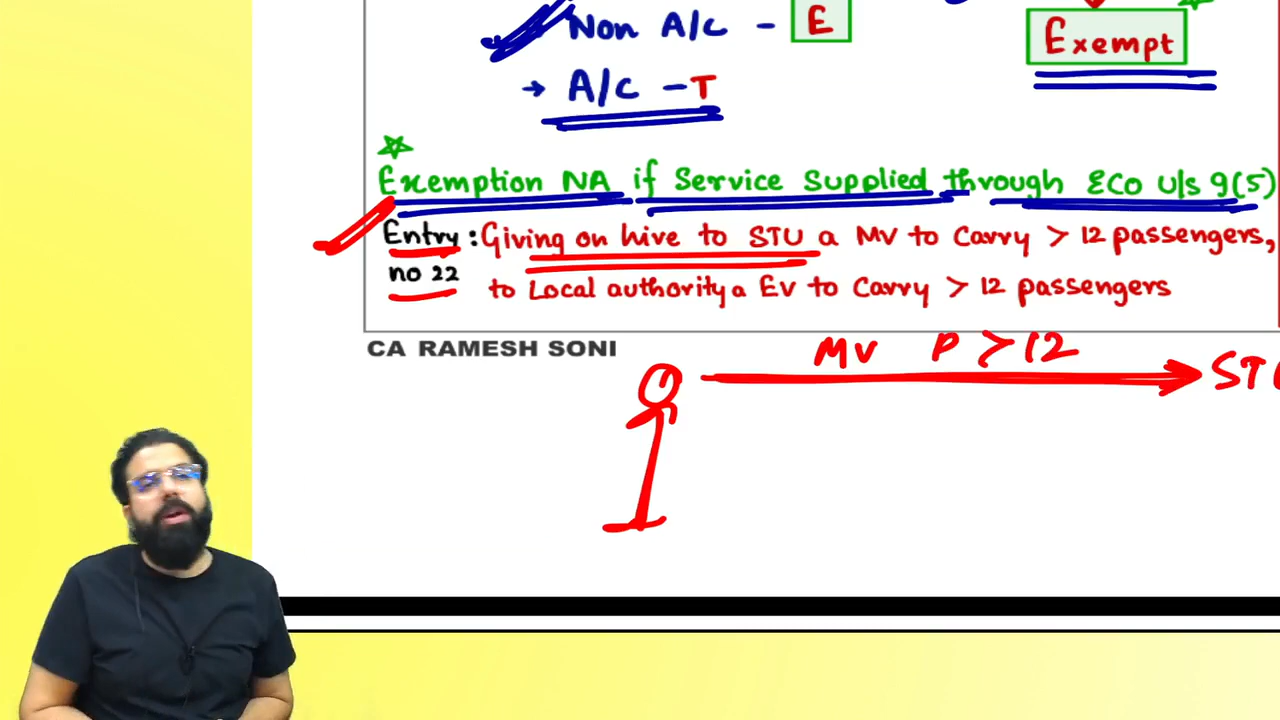 Non A/C - E
Exempt
→ A/C - T
Exemption NA if Service Supplied through ECO U/s 9(5)
Entry : Giving on hive to STU a MV to Carry > 12 passengers,
no 22 to Local authority a EV to Carry > 12 passengers
CA RAMESH SONI
MV P > 12